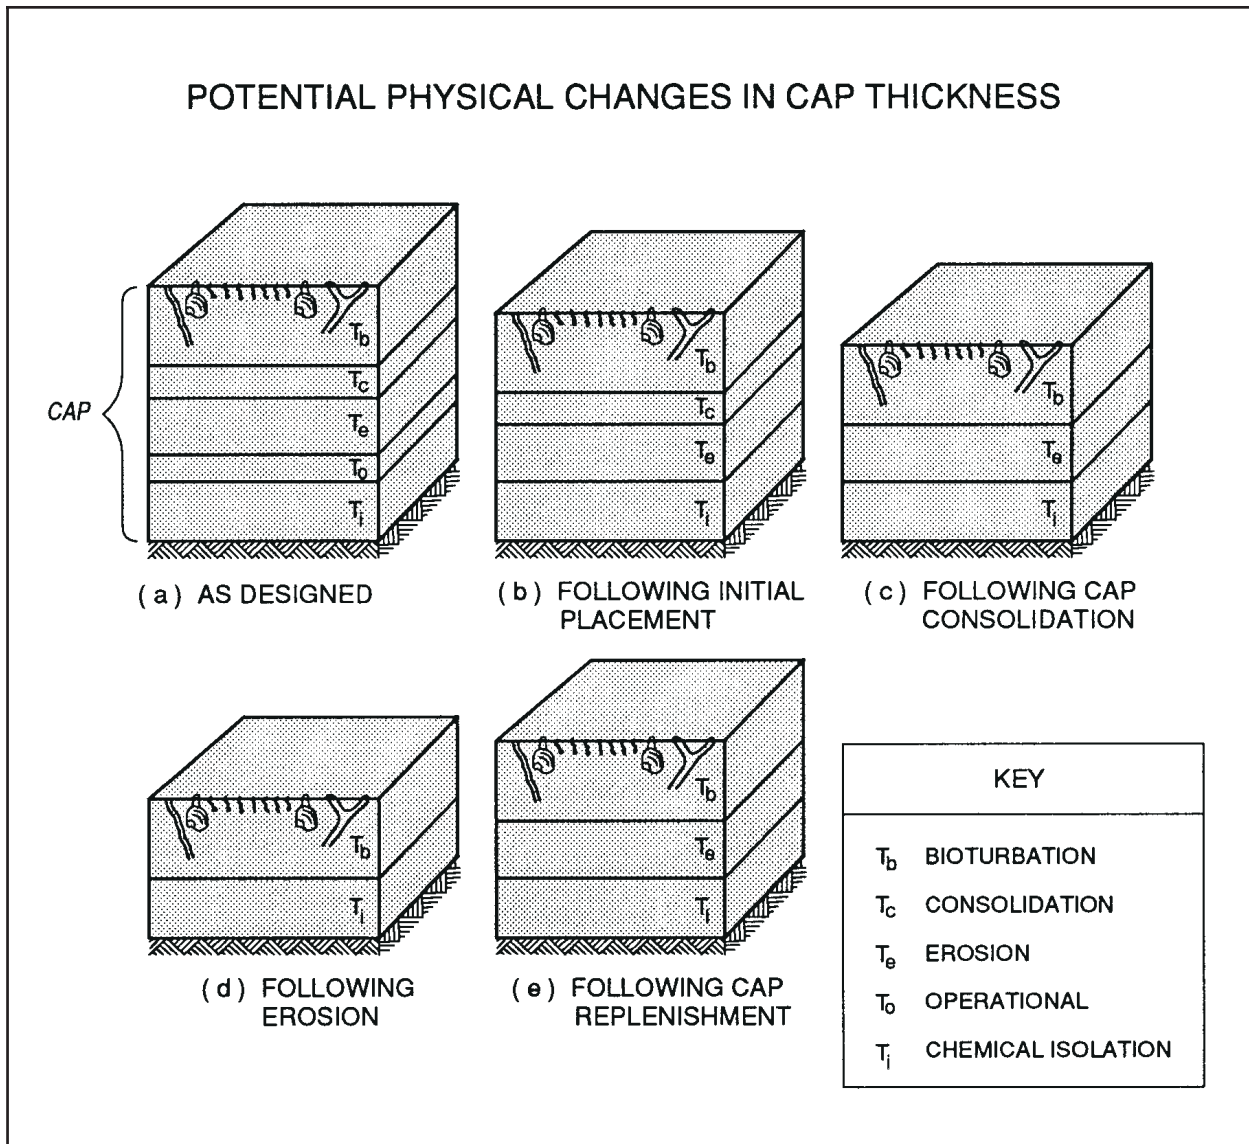 POTENTIAL PHYSICAL CHANGES IN CAP THICKNESS
CAP
Tb
Tc
Te
To
Ti
(a) AS DESIGNED
Tb
Tc
Te
Ti
(b) FOLLOWING INITIAL
PLACEMENT
Tb
Te
Ti
(c) FOLLOWING CAP
CONSOLIDATION
Tb
Ti
(d) FOLLOWING
EROSION
Tb
Te
Ti
(e) FOLLOWING CAP
REPLENISHMENT
KEY
Tb BIOTURBATION
Tc CONSOLIDATION
Te EROSION
To OPERATIONAL
Ti CHEMICAL ISOLATION